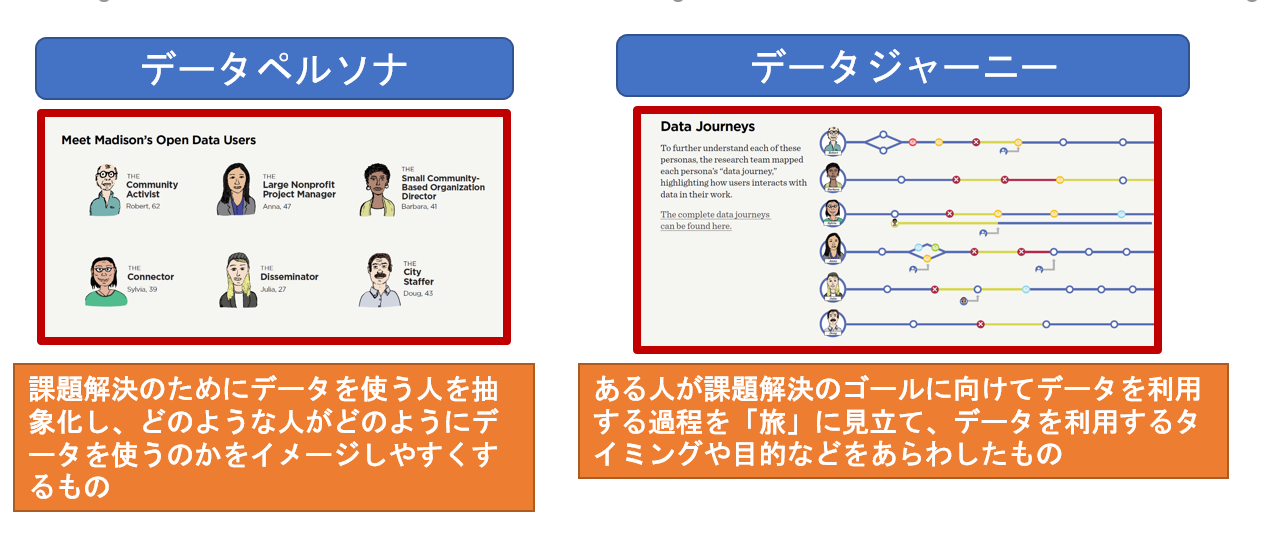 データペルソナ
Meet Madison's Open Data Users
THE
Community
Activist
Robert, 62
THE
Large Nonprofit
Project Manager
Anna, 47
THE
Small Community-
Based Organization
Director
Barbara, 41
THE
Connector
Sylvia, 39
THE
Disseminator
Julia, 27
THE
City
Staffer
Doug, 43
課題解決のためにデータを使う人を抽
象化し、どのような人がどのようにデ
ータを使うのかをイメージしやすくす
るもの
データジャーニー
Data Journeys
To further understand each of these
personas, the research team mapped
each persona's "data journey,"
highlighting how users interacts with
data in their work.
The complete data journeys
can be found here.
ある人が課題解決のゴールに向けてデータを利用
する過程を「旅」に見立て、データを利用するタ
イミングや目的などをあらわしたもの